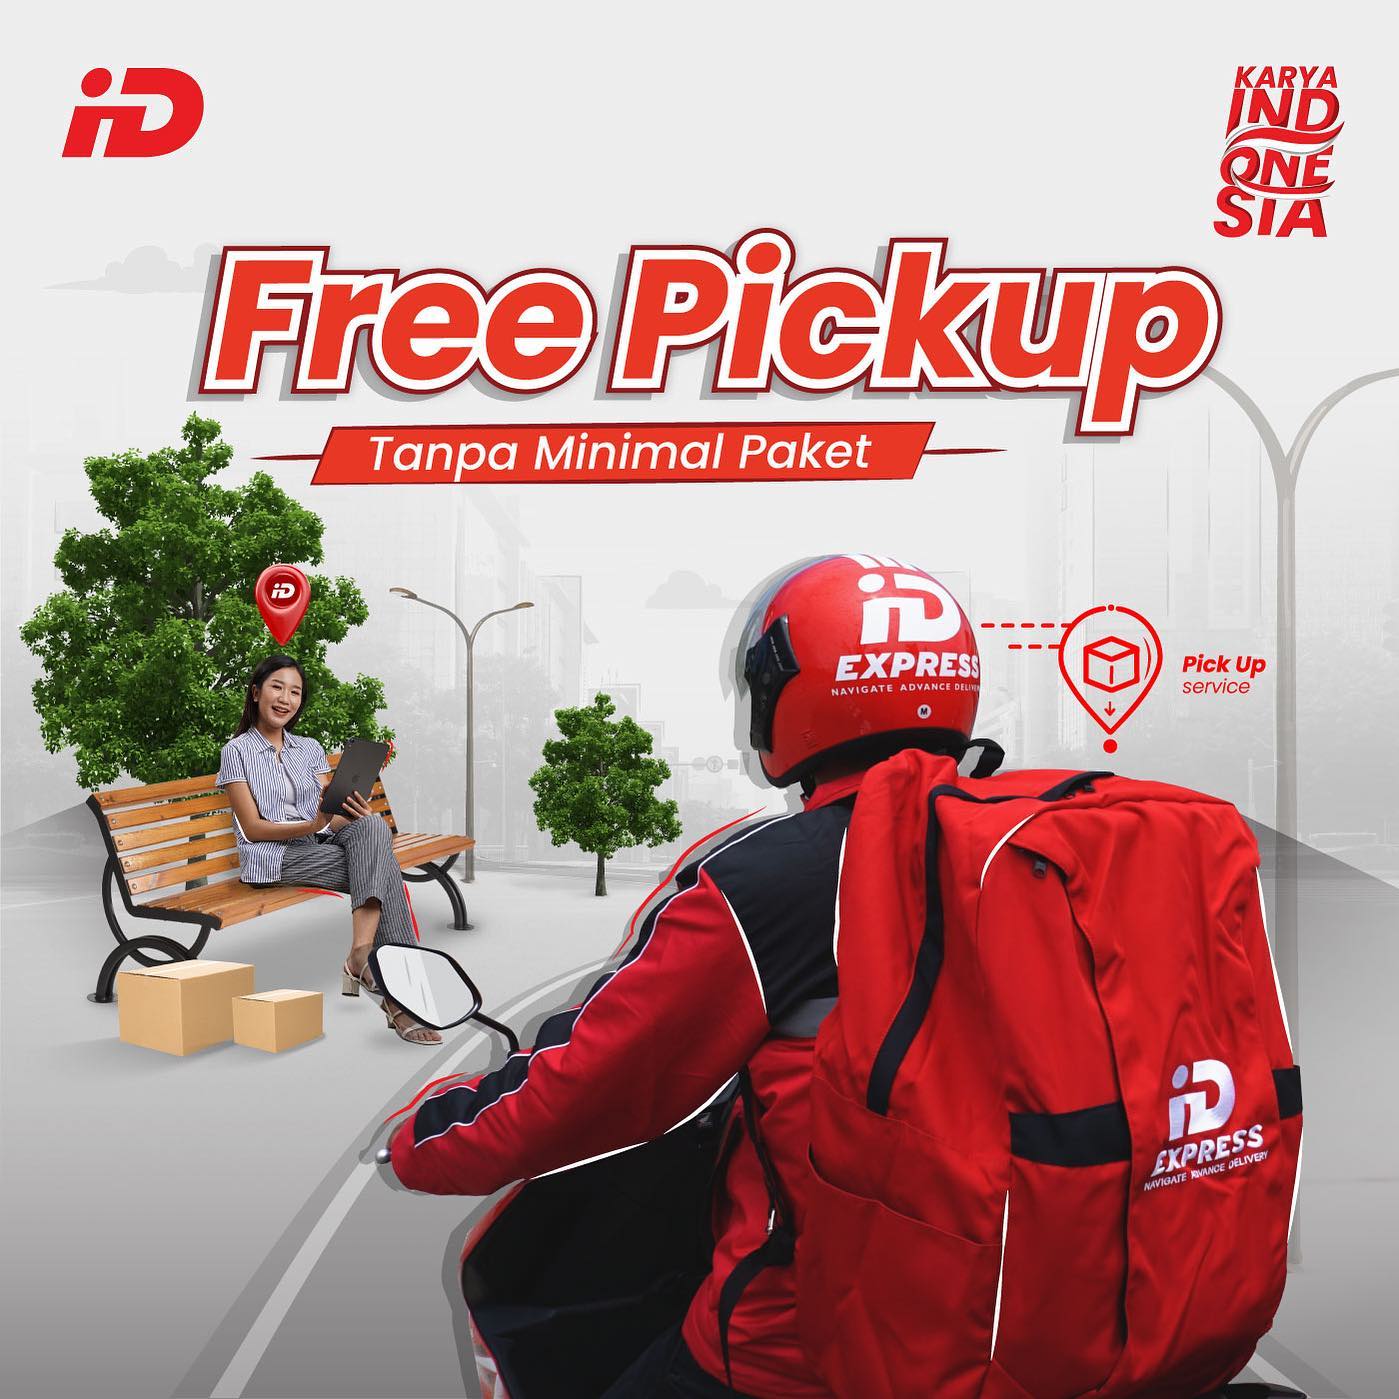 iD
KARYA
IND
ONE
SIA
Free Pickup
Tanpa Minimal Paket
iD
iD
EXPRESS
NAVIGATE ADVANCE DELIVERY
M
Pick Up
service
iD
EXPRESS
NAVIGATE ADVANCE DELIVERY